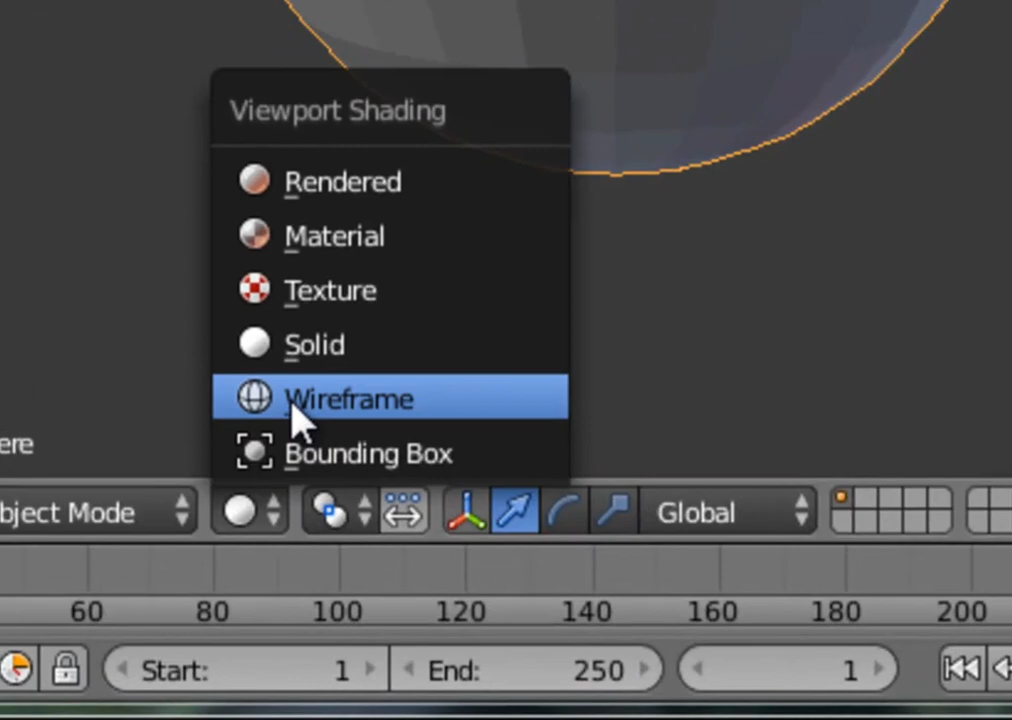 Viewport Shading
Rendered
Material
Texture
Solid
Wireframe
Bounding Box
ere
bject Mode
Global
60 80 100 120 140 160 180 200
Start: 1 End: 250 1